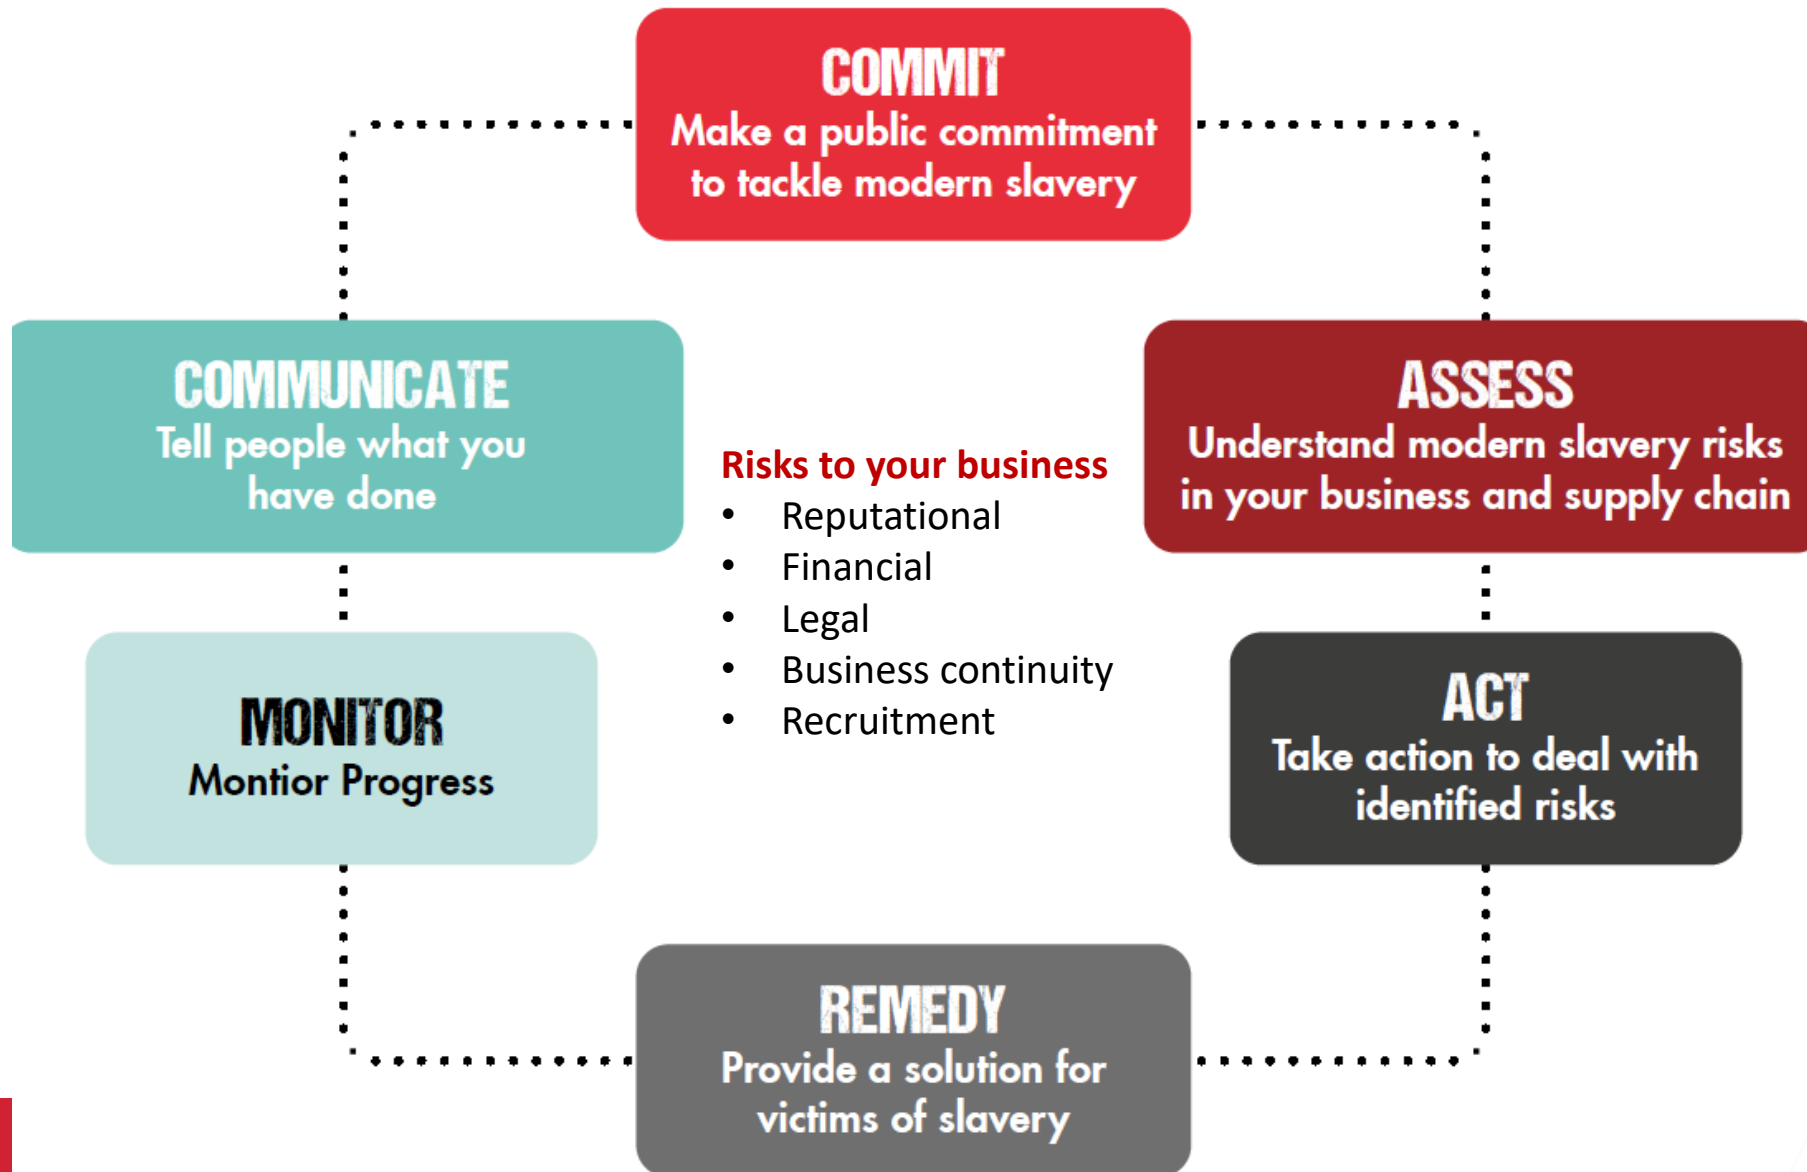 COMMIT
Make a public commitment
to tackle modern slavery
COMMUNICATE
Tell people what you
have done
Risks to your business
• Reputational
• Financial
• Legal
• Business continuity
• Recruitment
ASSESS
Understand modern slavery risks
in your business and supply chain
MONITOR
Montior Progress
ACT
Take action to deal with
identified risks
REMEDY
Provide a solution for
victims of slavery